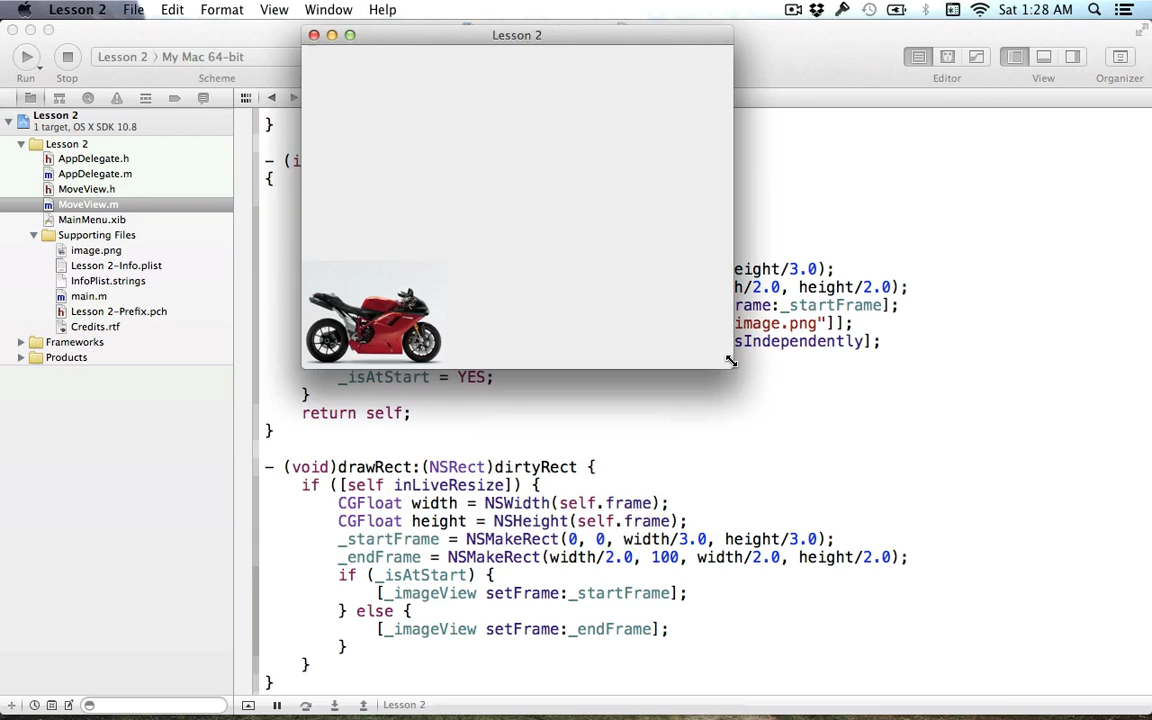 Lesson 2 File Edit Format View Window Help Sat 1:28 AM
Lesson 2
Lesson 2 My Mac 64-bit
Run Stop Scheme Editor View Organizer
Lesson 2
1 target, OS X SDK 10.8
Lesson 2
AppDelegate.h
AppDelegate.m
MoveView.h
MoveView.m
MainMenu.xib
Supporting Files
image.png
Lesson 2-Info.plist
InfoPlist.strings
main.m
Lesson 2-Prefix.pch
Credits.rtf
Frameworks
Products
}
- (i
{
eight/3.0);
h/2.0, height/2.0);
rame:_startFrame];
image.png"]];
sIndependently];
_isAtStart = YES;
}
return self;
}
- (void)drawRect:(NSRect)dirtyRect {
if ([self inLiveResize]) {
CGFloat width = NSWidth(self.frame);
CGFloat height = NSHeight(self.frame);
_startFrame = NSMakeRect(0, 0, width/3.0, height/3.0);
_endFrame = NSMakeRect(width/2.0, 100, width/2.0, height/2.0);
if (_isAtStart) {
[_imageView setFrame:_startFrame];
} else {
[_imageView setFrame:_endFrame];
}
}
}
Lesson 2